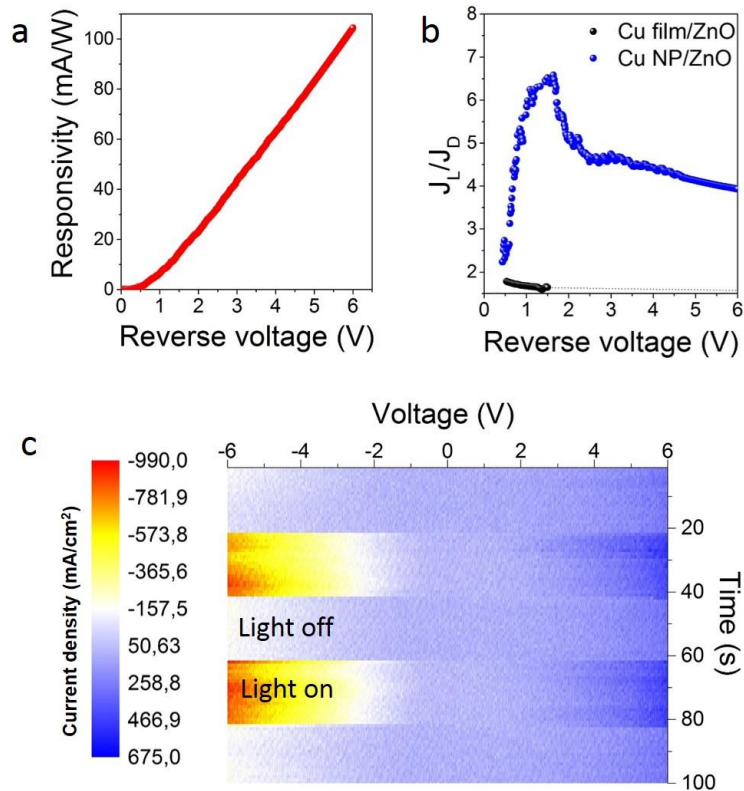 a
Responsivity (mA/W)
100
80
60
40
20
0
0 1 2 3 4 5 6
Reverse voltage (V)
b
J_L/J_D
8
7
6
5
4
3
2
Cu film/ZnO
Cu NP/ZnO
0 1 2 3 4 5 6
Reverse voltage (V)
c
Voltage (V)
-6 -4 -2 0 2 4 6
Current density (mA/cm²)
-990,0
-781,9
-573,8
-365,6
-157,5
50,63
258,8
466,9
675,0
Light off
Light on
20
40
60
80
100
Time (s)